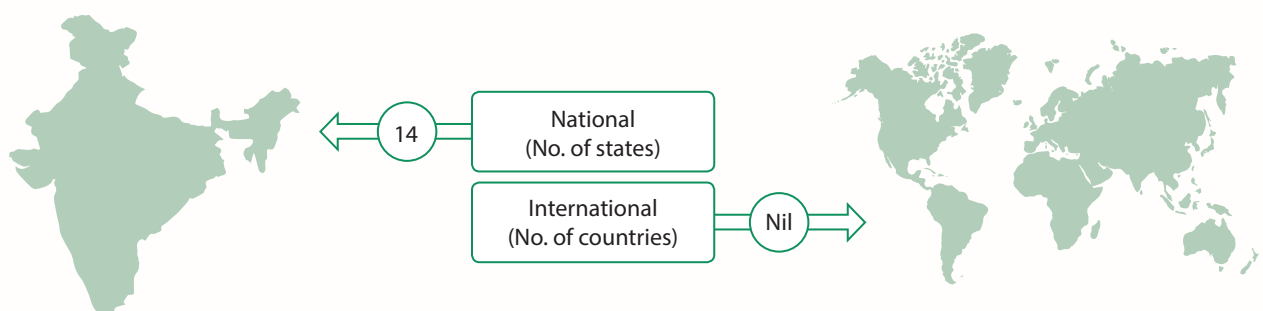 14
National
(No. of states)
International
(No. of countries)
Nil